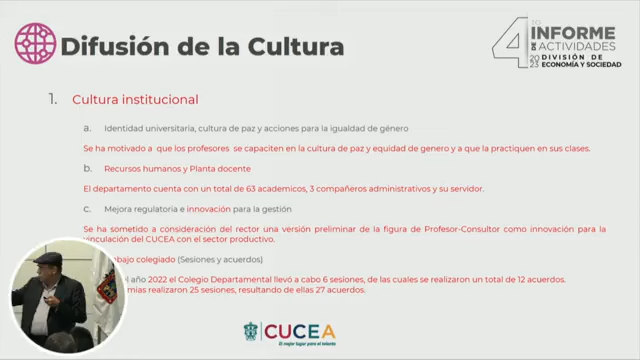 Difusión de la Cultura
4TO INFORME DE ACTIVIDADES
2023 DIVISIÓN DE ECONOMÍA Y SOCIEDAD
1. Cultura institucional
a. Identidad universitaria, cultura de paz y acciones para la igualdad de género
Se ha motivado a que los profesores se capaciten en la cultura de paz y equidad de genero y a que la practiquen en sus clases.
b. Recursos humanos y Planta docente
El departamento cuenta con un total de 63 academicos, 3 compañeros administrativos y su servidor.
c. Mejora regulatoria e innovación para la gestión
Se ha sometido a consideración del rector una versión preliminar de la figura de Profesor-Consultor como innovación para la
vinculación del CUCEA con el sector productivo.
bajo colegiado (Sesiones y acuerdos)
l año 2022 el Colegio Departamental llevó a cabo 6 sesiones, de las cuales se realizaron un total de 12 acuerdos.
mias realizaron 25 sesiones, resultando de ellas 27 acuerdos.
CUCEA
El mejor lugar para el talento